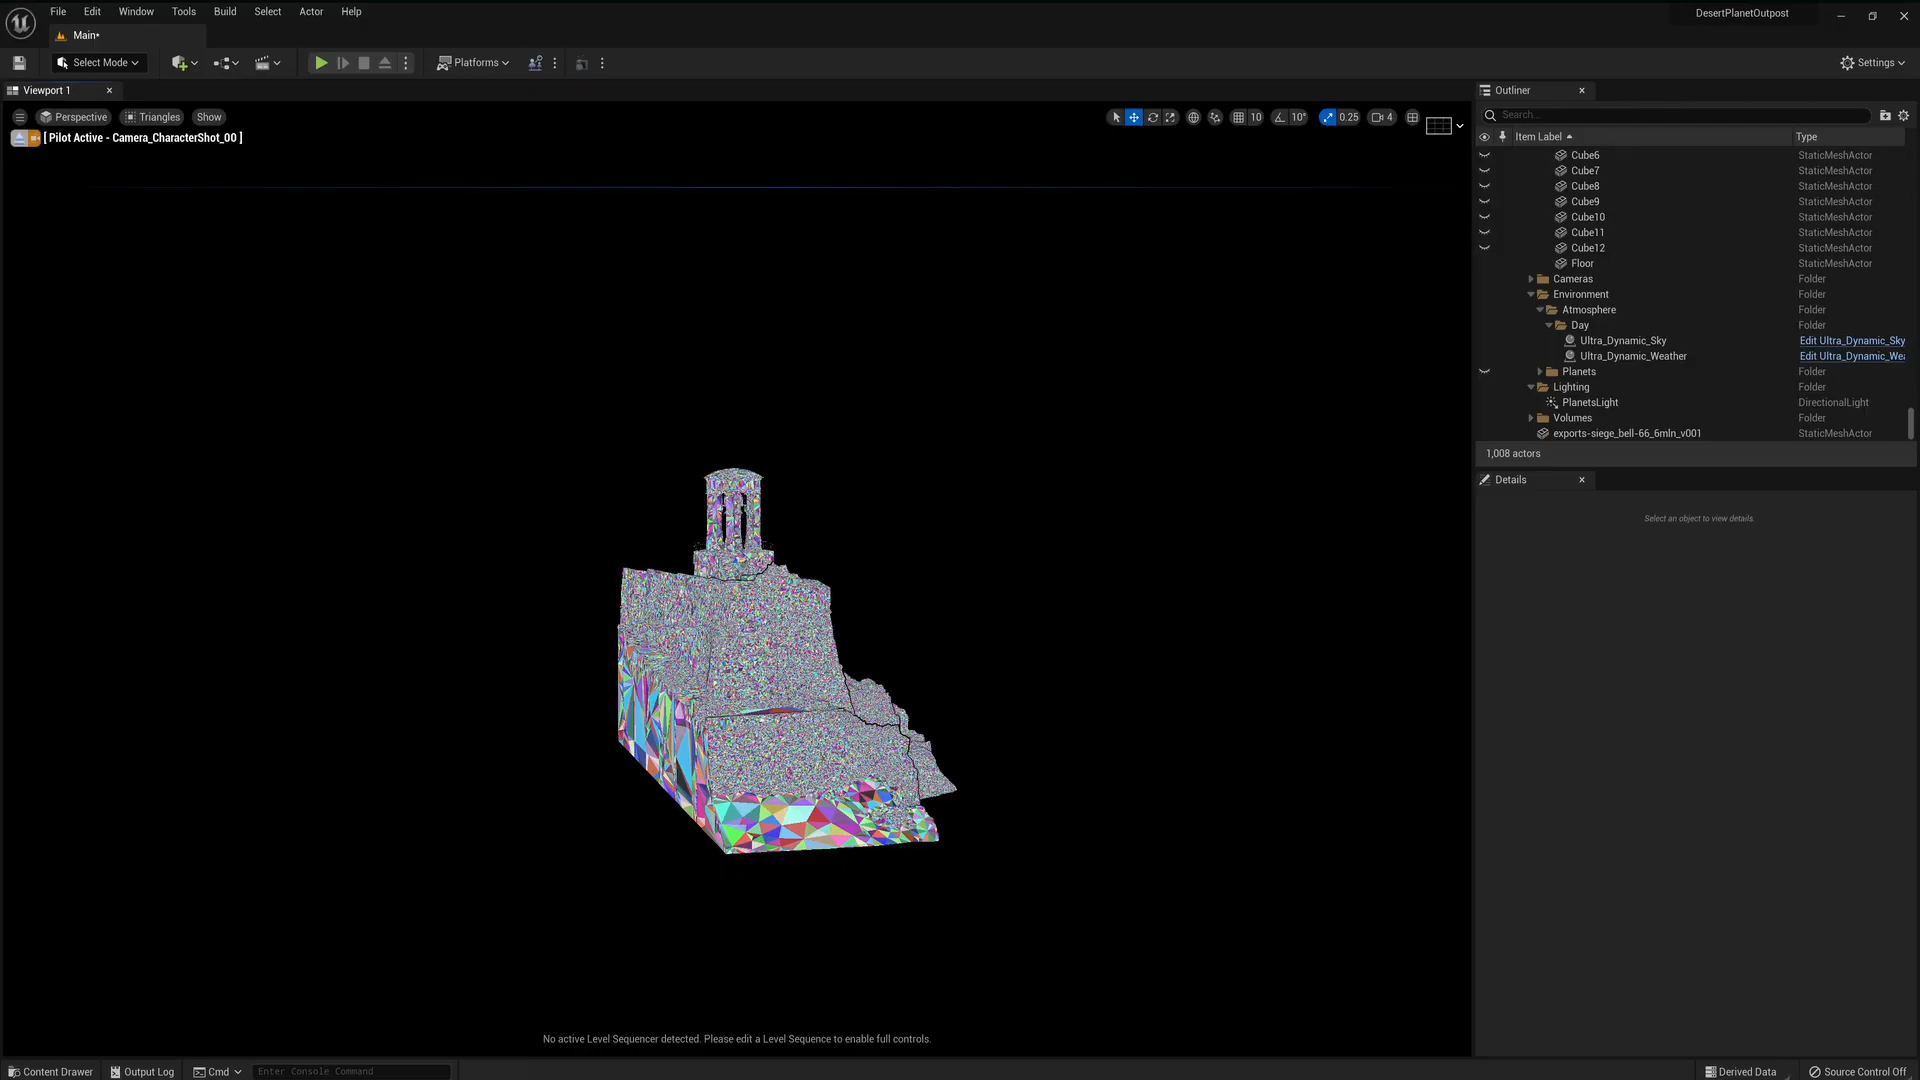 File Edit Window Tools Build Select Actor Help
DesertPlanetOutpost
Main*
Select Mode
Platforms
Settings
Viewport 1
Outliner
Perspective Triangles Show
10 10° 0.25 4
Search...
[ Pilot Active - Camera_CharacterShot_00 ]
Item Label Type
Cube6 StaticMeshActor
Cube7 StaticMeshActor
Cube8 StaticMeshActor
Cube9 StaticMeshActor
Cube10 StaticMeshActor
Cube11 StaticMeshActor
Cube12 StaticMeshActor
Floor StaticMeshActor
Cameras Folder
Environment Folder
Atmosphere Folder
Day Folder
Ultra_Dynamic_Sky Edit Ultra_Dynamic_Sky
Ultra_Dynamic_Weather Edit Ultra_Dynamic_Wea
Planets Folder
Lighting Folder
PlanetsLight DirectionalLight
Volumes Folder
exports-siege_bell-66_6mln_v001 StaticMeshActor
1,008 actors
Details
Select an object to view details.
No active Level Sequencer detected. Please edit a Level Sequence to enable full controls.
Content Drawer Output Log Cmd Enter Console Command
Derived Data Source Control Off